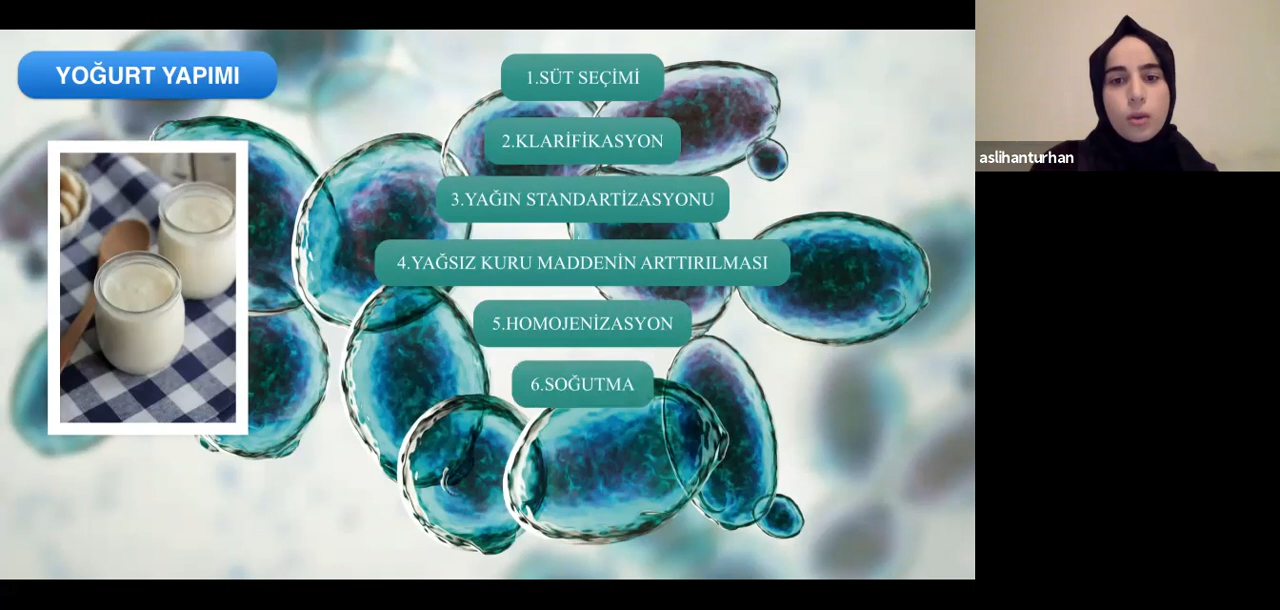 YOĞURT YAPIMI
1.SÜT SEÇİMİ
2.KLARİFİKASYON
3.YAĞIN STANDARTİZASYONU
4.YAĞSIZ KURU MADDENİN ARTTIRILMASI
5.HOMOJENİZASYON
6.SOĞUTMA
aslihanturhan